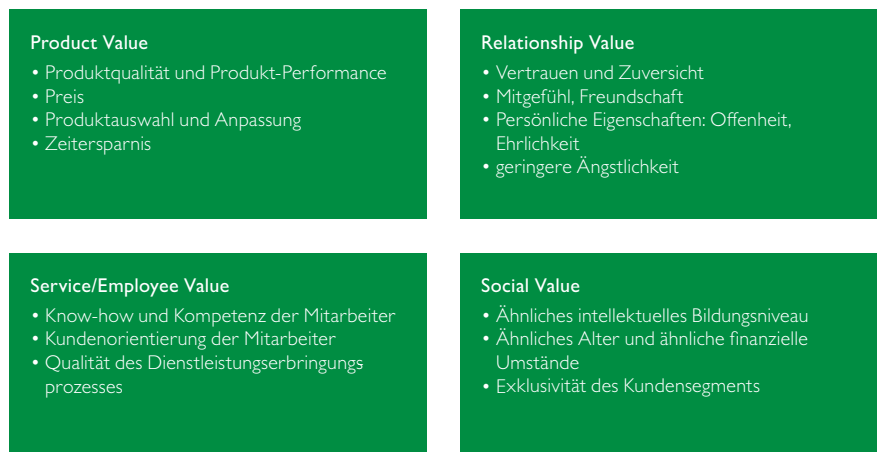 Product Value
• Produktqualität und Produkt-Performance
• Preis
• Produktauswahl und Anpassung
• Zeitersparnis
Relationship Value
• Vertrauen und Zuversicht
• Mitgefühl, Freundschaft
• Persönliche Eigenschaften: Offenheit,
Ehrlichkeit
• geringere Ängstlichkeit
Service/Employee Value
• Know-how und Kompetenz der Mitarbeiter
• Kundenorientierung der Mitarbeiter
• Qualität des Dienstleistungserbringungs
prozesses
Social Value
• Ähnliches intellektuelles Bildungsniveau
• Ähnliches Alter und ähnliche finanzielle
Umstände
• Exklusivität des Kundensegments